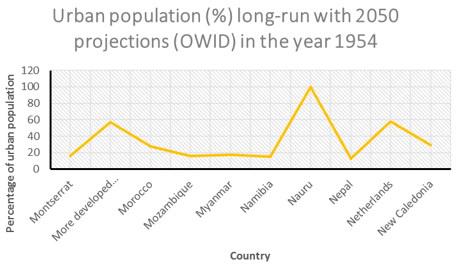 Urban population (%) long-run with 2050
projections (OWID) in the year 1954
Percentage of urban population
120
100
80
60
40
20
0
Montserrat
More developed...
Morocco
Mozambique
Myanmar
Namibia
Nauru
Nepal
Netherlands
New Caledonia
Country